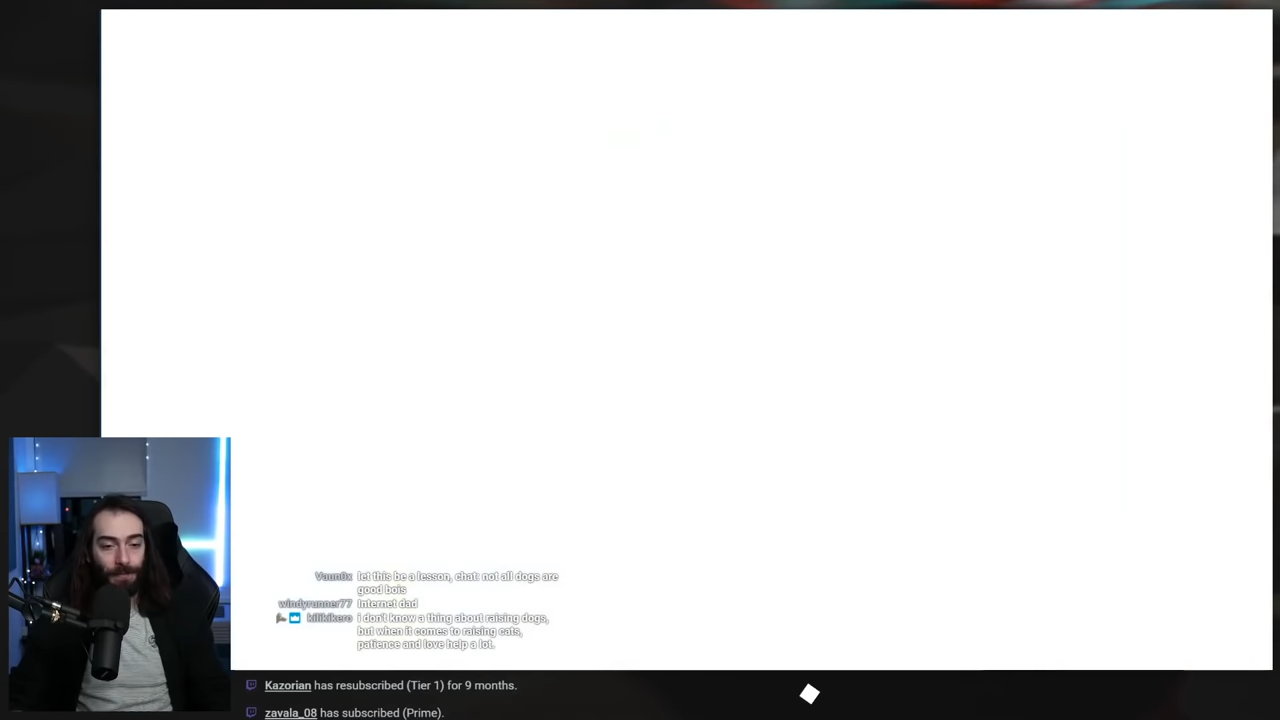 Vaun0x let this be a lesson, chat: not all dogs are
good bois
windyrunner77 Internet dad
kilikikero i don't know a thing about raising dogs,
but when it comes to raising cats,
patience and love help a lot.
Kazorian has resubscribed (Tier 1) for 9 months.
zavala_08 has subscribed (Prime).